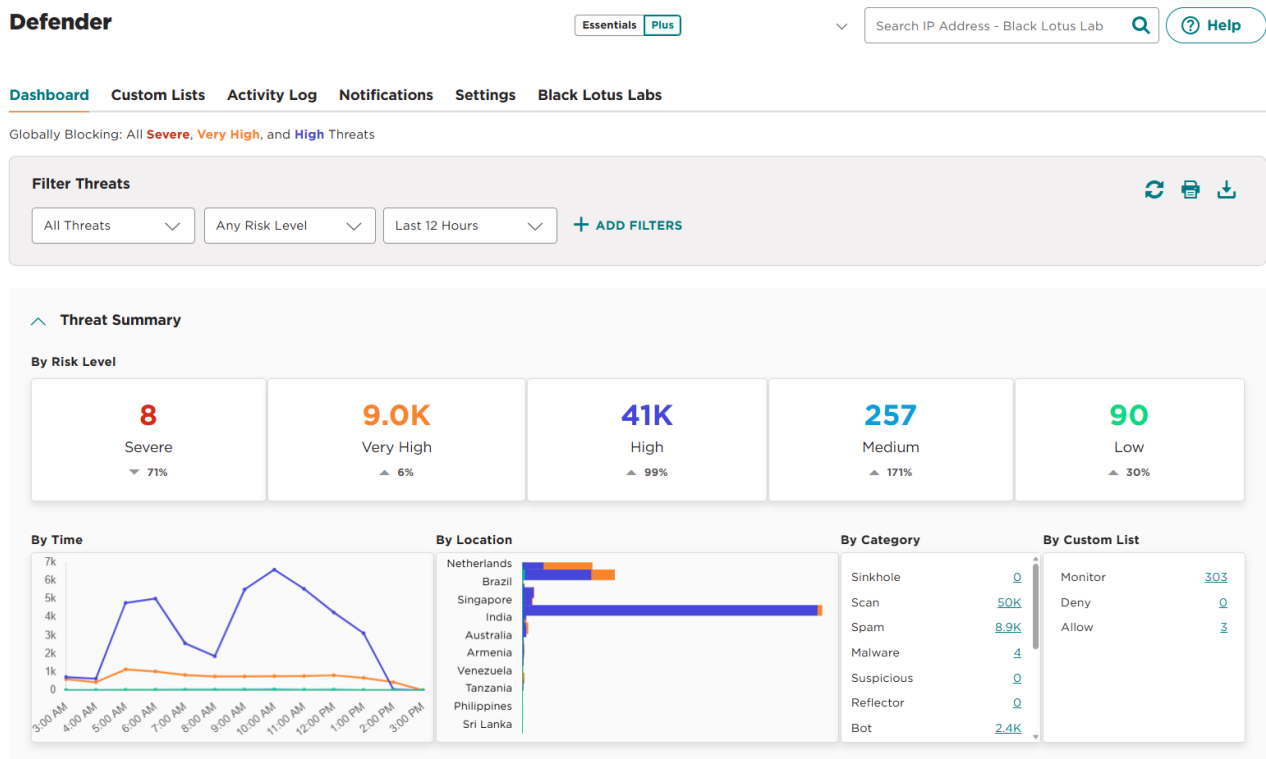 Defender
Essentials Plus
Search IP Address - Black Lotus Lab
Help
Dashboard Custom Lists Activity Log Notifications Settings Black Lotus Labs
Globally Blocking: All Severe, Very High, and High Threats
Filter Threats
All Threats
Any Risk Level
Last 12 Hours
ADD FILTERS
Threat Summary
By Risk Level
8
Severe
71%
9.0K
Very High
6%
41K
High
99%
257
Medium
171%
90
Low
30%
By Time
7k
6k
5k
4k
3k
2k
1k
0
3:00 AM
4:00 AM
5:00 AM
6:00 AM
7:00 AM
8:00 AM
9:00 AM
10:00 AM
11:00 AM
12:00 PM
1:00 PM
2:00 PM
3:00 PM
By Location
Netherlands
Brazil
Singapore
India
Australia
Armenia
Venezuela
Tanzania
Philippines
Sri Lanka
By Category
Sinkhole 0
Scan 50K
Spam 8.9K
Malware 4
Suspicious 0
Reflector 0
Bot 2.4K
By Custom List
Monitor 303
Deny 0
Allow 3